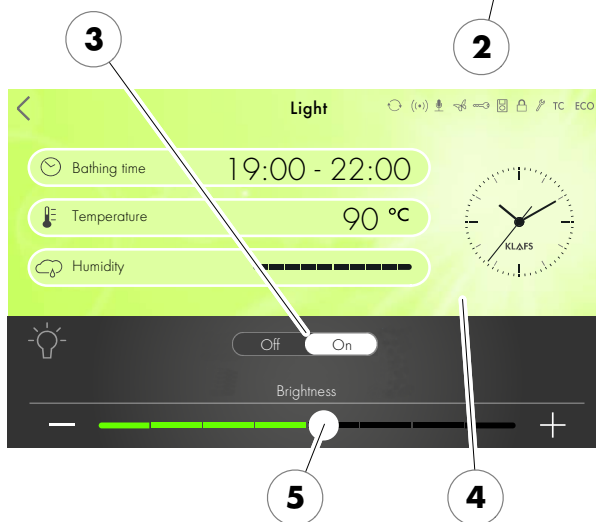 3
2
Light
TC ECO
Bathing time 19:00 - 22:00
Temperature 90 °C
Humidity
KLAFS
Off On
Brightness
5
4